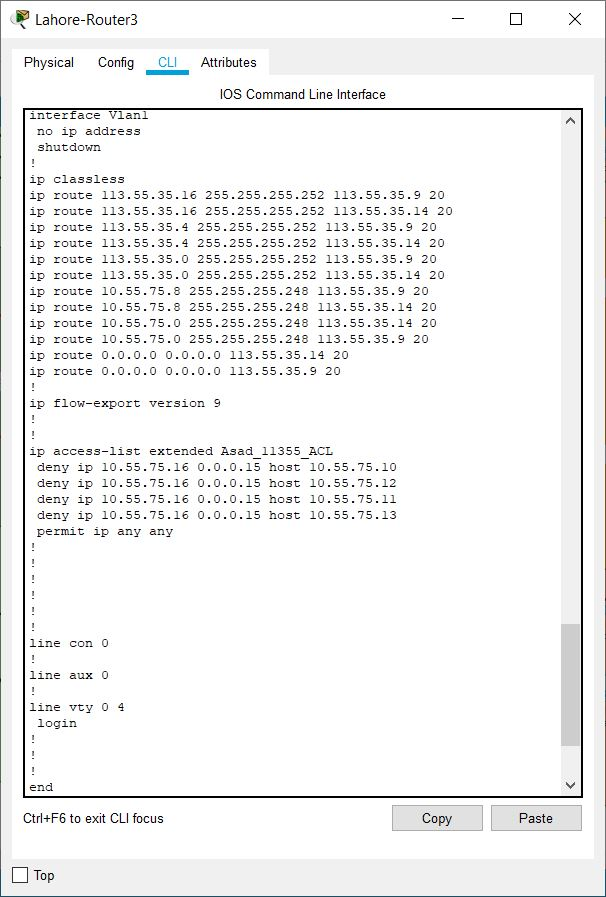 Lahore-Router3
Physical Config CLI Attributes
IOS Command Line Interface
interface Vlan1
 no ip address
 shutdown
!
ip classless
ip route 113.55.35.16 255.255.255.252 113.55.35.9 20
ip route 113.55.35.16 255.255.255.252 113.55.35.14 20
ip route 113.55.35.4 255.255.255.252 113.55.35.9 20
ip route 113.55.35.4 255.255.255.252 113.55.35.14 20
ip route 113.55.35.0 255.255.255.252 113.55.35.9 20
ip route 113.55.35.0 255.255.255.252 113.55.35.14 20
ip route 10.55.75.8 255.255.255.248 113.55.35.9 20
ip route 10.55.75.8 255.255.255.248 113.55.35.14 20
ip route 10.55.75.0 255.255.255.248 113.55.35.14 20
ip route 10.55.75.0 255.255.255.248 113.55.35.9 20
ip route 0.0.0.0 0.0.0.0 113.55.35.14 20
ip route 0.0.0.0 0.0.0.0 113.55.35.9 20
!
ip flow-export version 9
!
!
ip access-list extended Asad_11355_ACL
 deny ip 10.55.75.16 0.0.0.15 host 10.55.75.10
 deny ip 10.55.75.16 0.0.0.15 host 10.55.75.12
 deny ip 10.55.75.16 0.0.0.15 host 10.55.75.11
 deny ip 10.55.75.16 0.0.0.15 host 10.55.75.13
 permit ip any any
!
!
!
!
!
!
line con 0
!
line aux 0
!
line vty 0 4
 login
!
!
!
end
Ctrl+F6 to exit CLI focus
Copy Paste
Top